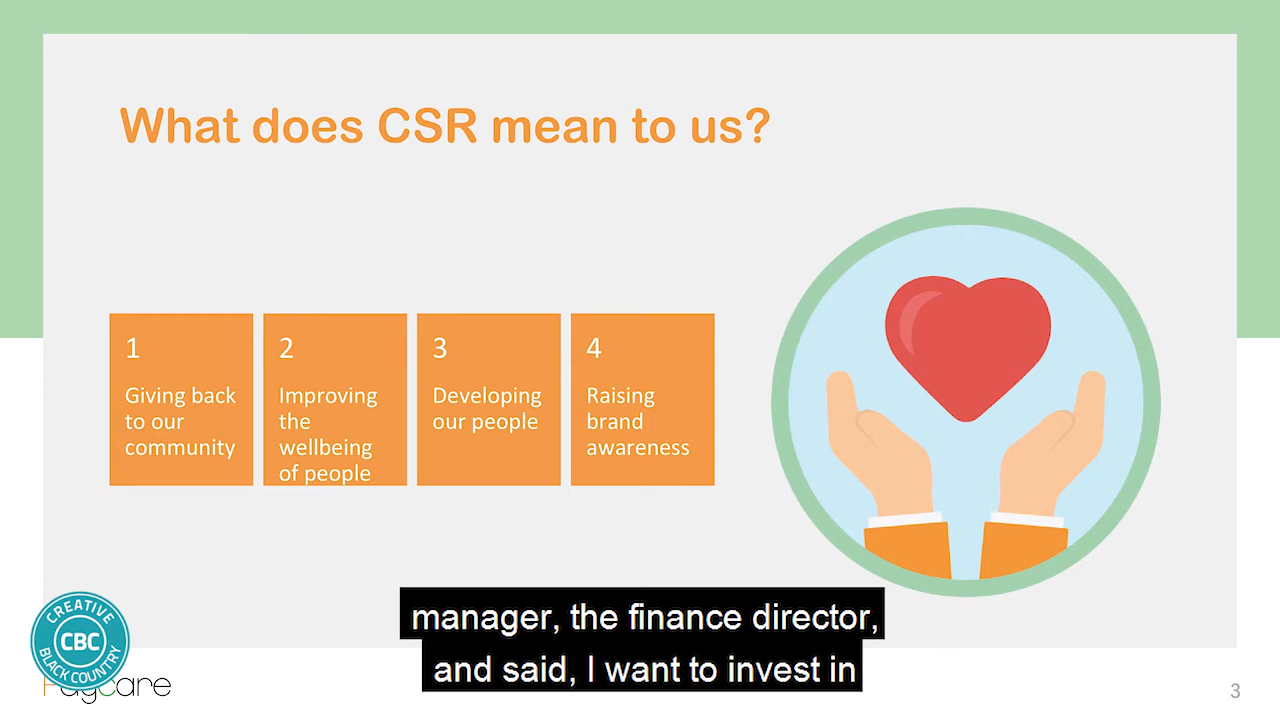 What does CSR mean to us?
1
Giving back
to our
community
2
Improving
the
wellbeing
of people
3
Developing
our people
4
Raising
brand
awareness
manager, the finance director,
and said, I want to invest in
CREATIVE
CBC
BLACK COUNTRY
Paycare
3